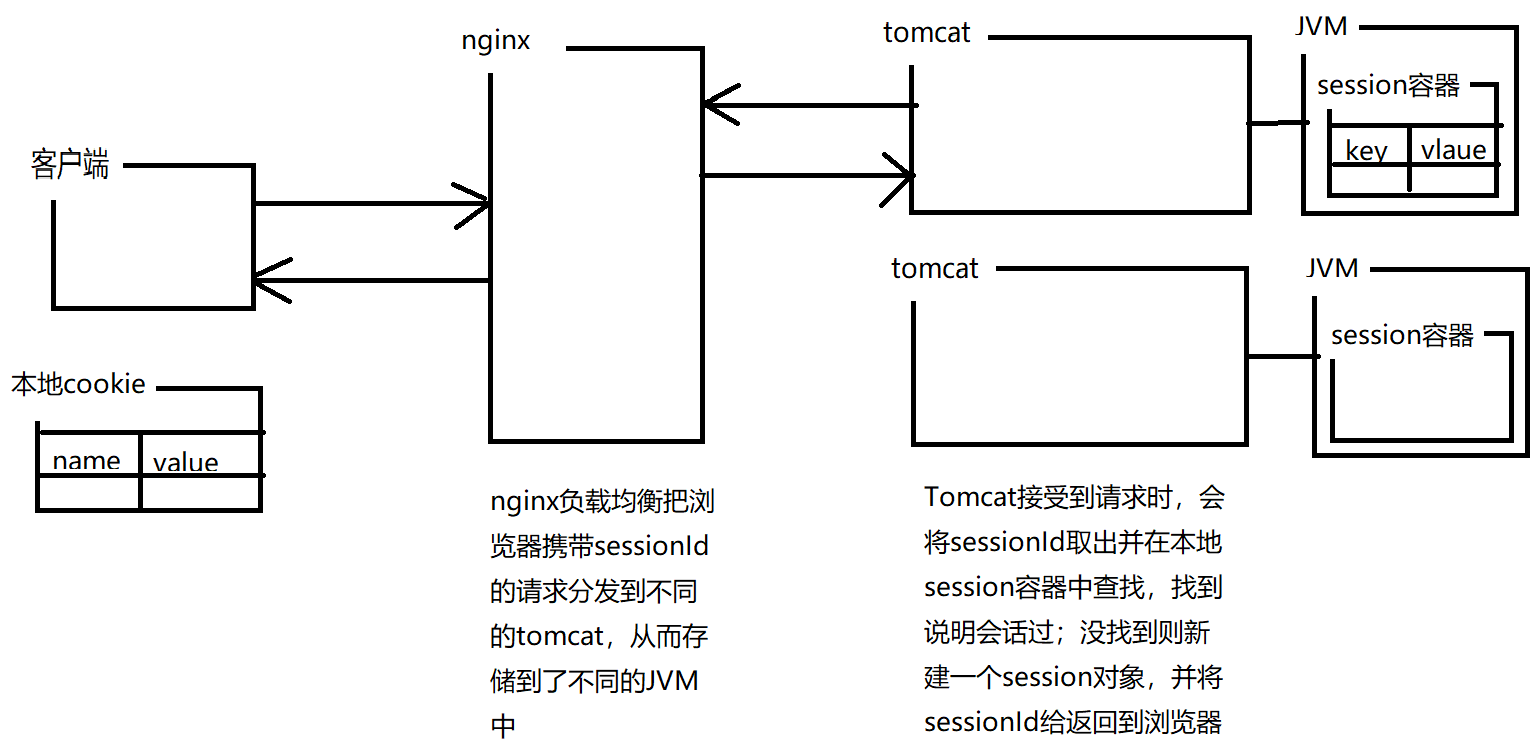 nginx
tomcat
JVM
session容器
key
vlaue
客户端
tomcat
JVM
session容器
本地cookie
name
value
nginx负载均衡把浏
览器携带sessionId
的请求分发到不同
的tomcat，从而存
储到了不同的JVM
中
Tomcat接受到请求时，会
将sessionId取出并在本地
session容器中查找，找到
说明会话过；没找到则新
建一个session对象，并将
sessionId给返回到浏览器